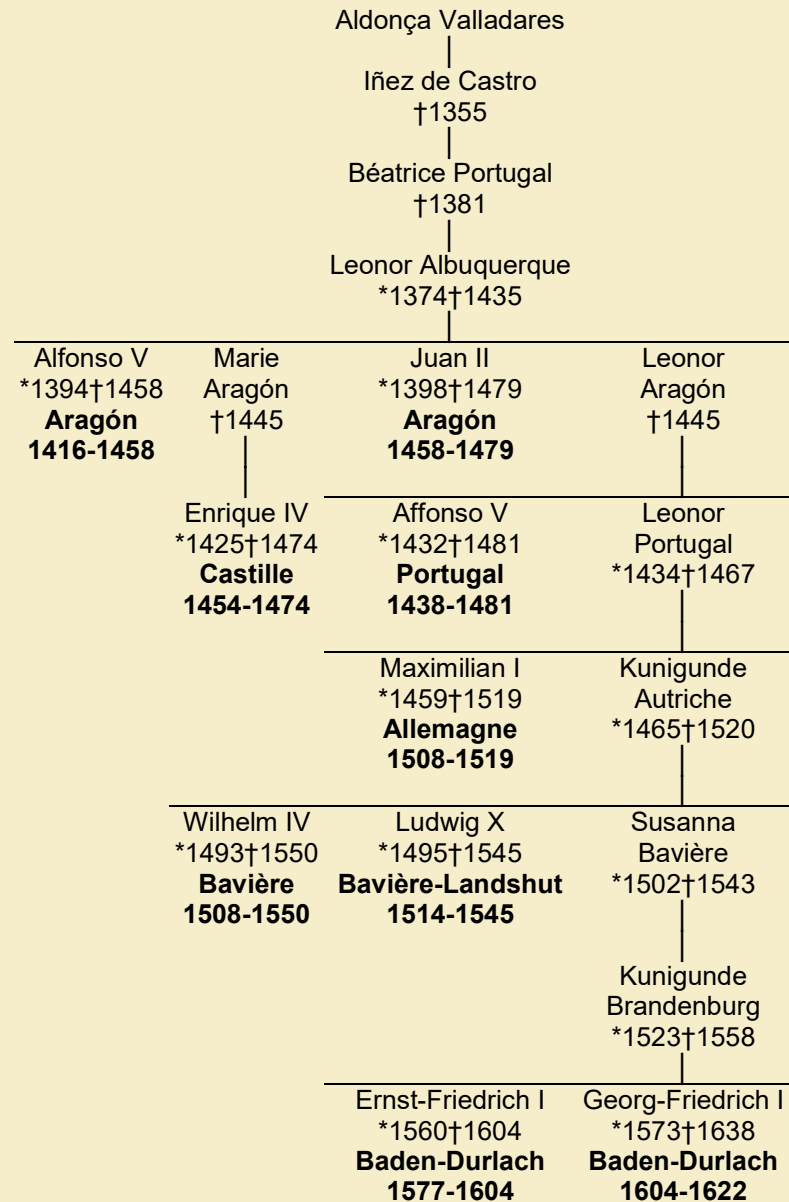 Aldonça Valladares
Iñez de Castro
†1355
Béatrice Portugal
†1381
Leonor Albuquerque
*1374†1435
Alfonso V Marie Juan II Leonor
*1394†1458 Aragón *1398†1479 Aragón
Aragón †1445 Aragón †1445
1416-1458 1458-1479
Enrique IV Affonso V Leonor
*1425†1474 *1432†1481 Portugal
Castille Portugal *1434†1467
1454-1474 1438-1481
Maximilian I Kunigunde
*1459†1519 Autriche
Allemagne *1465†1520
1508-1519
Wilhelm IV Ludwig X Susanna
*1493†1550 *1495†1545 Bavière
Bavière Bavière-Landshut *1502†1543
1508-1550 1514-1545
Kunigunde
Brandenburg
*1523†1558
Ernst-Friedrich I Georg-Friedrich I
*1560†1604 *1573†1638
Baden-Durlach Baden-Durlach
1577-1604 1604-1622